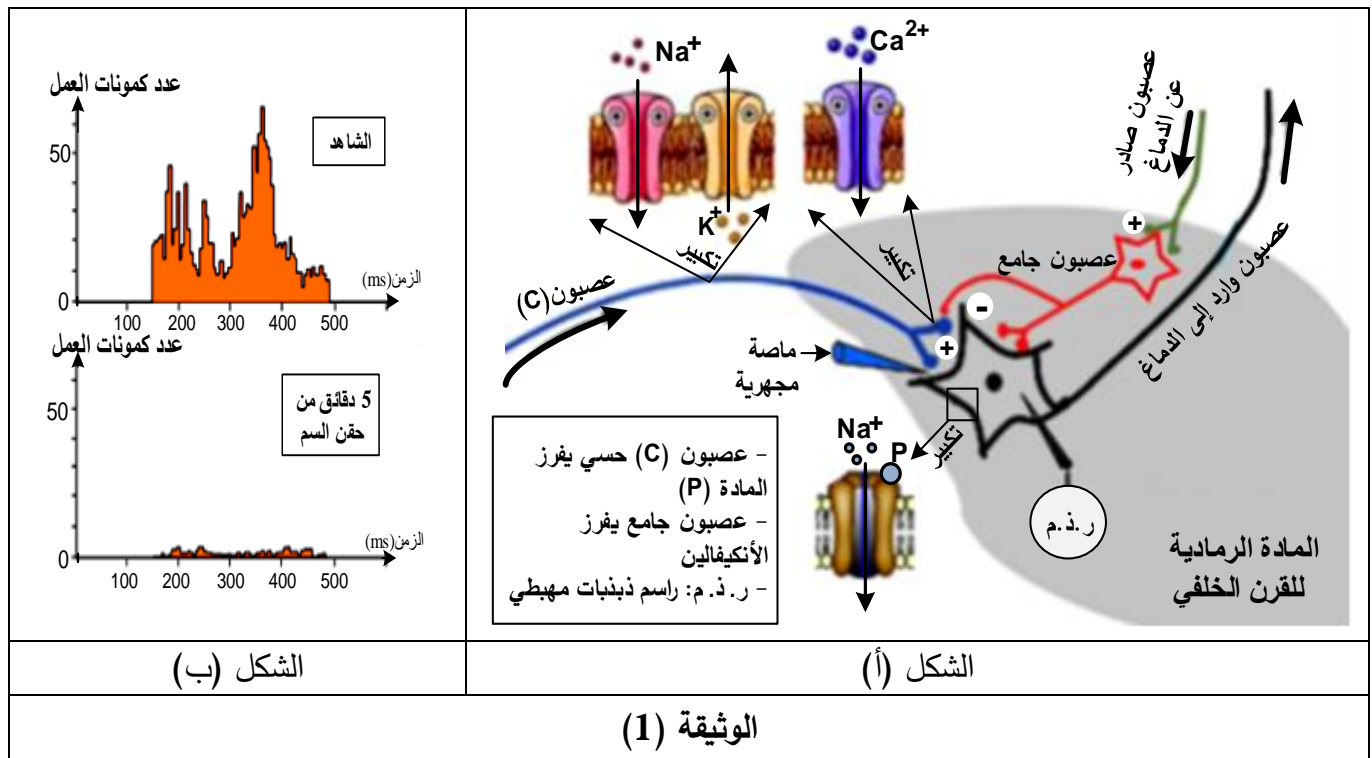 عدد كمونات العمل
50
0
الشاهد
100 200 300 400 500
الزمن(ms)
عدد كمونات العمل
50
0
5 دقائق من
حقن السم
100 200 300 400 500
الزمن(ms)
Na+
K+
تكبير
Ca2+
تكبير
عصبون صادر
عن الدماغ
+
عصبون جامع
عصبون وارد إلى الدماغ
عصبون(C)
-
+
ماصة
مجهرية
Na+
P
تكبير
ر.ذ.م
المادة الرمادية
للقرن الخلفي
- عصبون (C) حسي يفرز
المادة (P)
- عصبون جامع يفرز
الأنكيفالين
- ر.ذ.م: راسم ذبذبات مهبطي
الشكل (أ)
الشكل (ب)
الوثيقة (1)